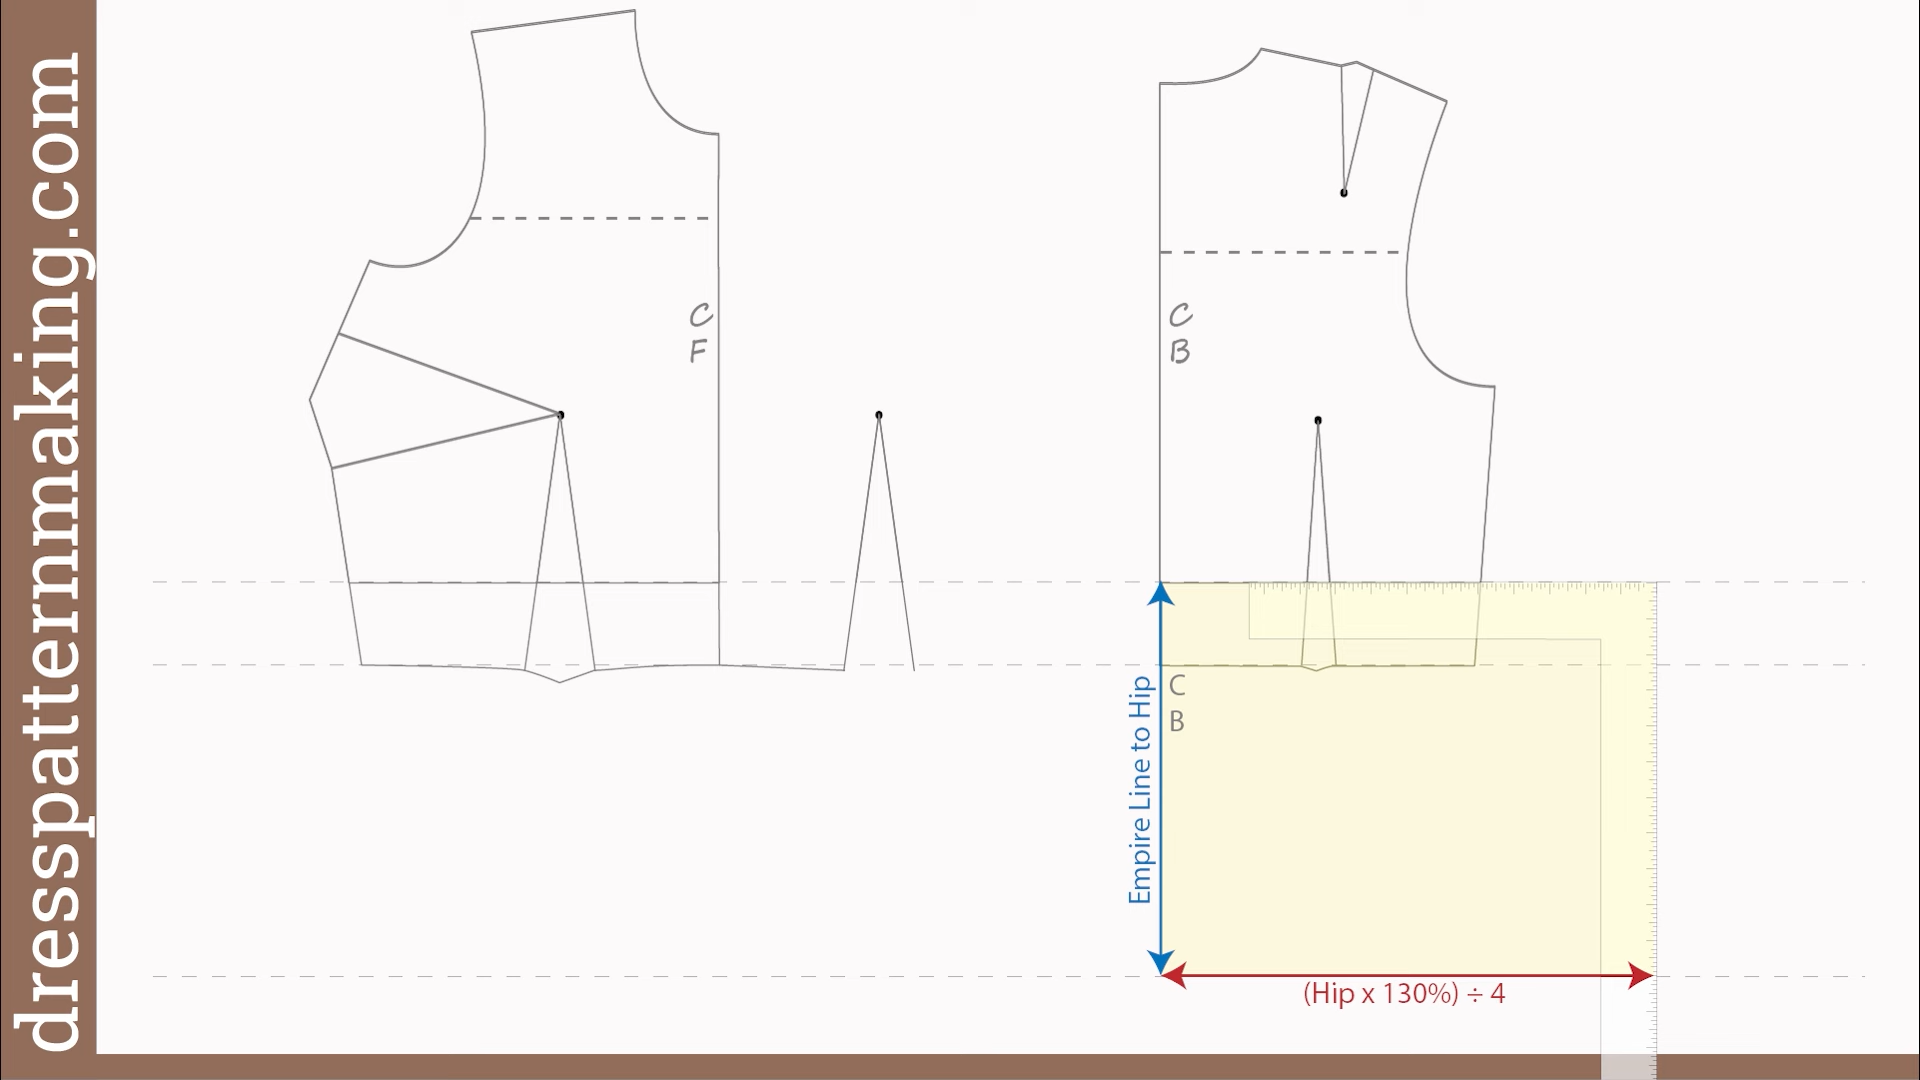 dresspatternmaking.com
C
F
C
B
C
B
Empire Line to Hip
(Hip x 130%) ÷ 4